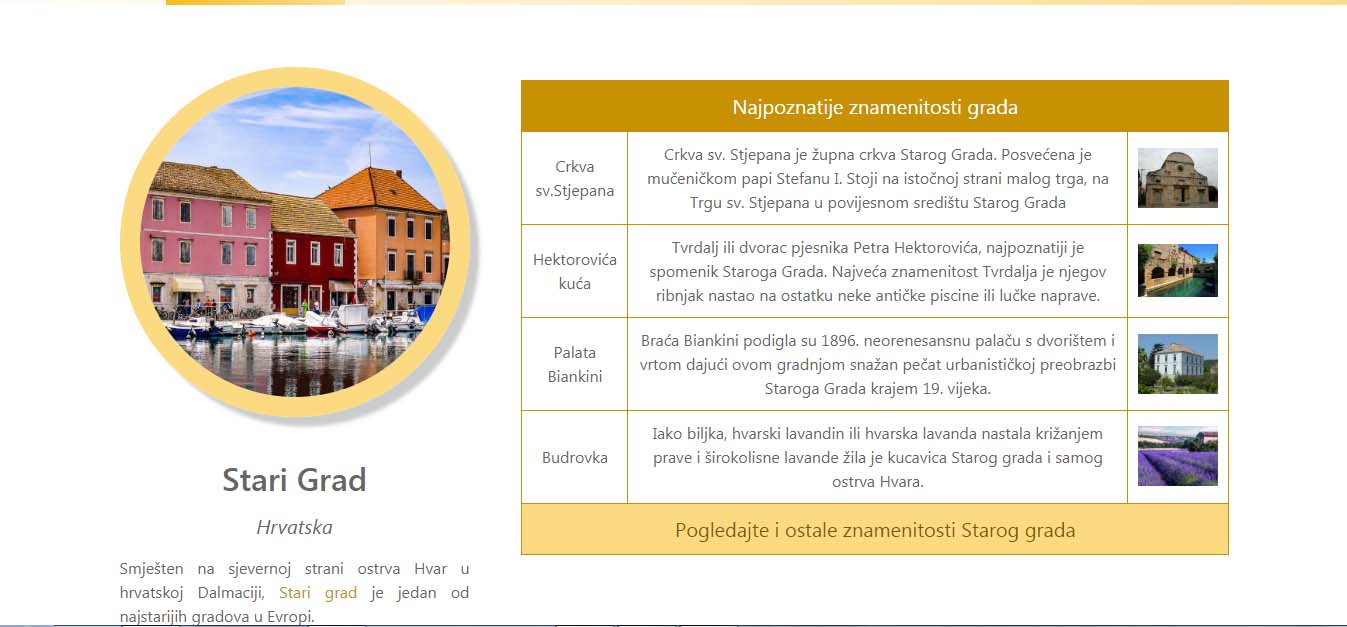 Stari Grad
Hrvatska
Smješten na sjevernoj strani ostrva Hvar u
hrvatskoj Dalmaciji, Stari grad je jedan od
najstarijih gradova u Evropi.
Najpoznatije znamenitosti grada
Crkva
sv.Stjepana
Crkva sv. Stjepana je župna crkva Starog Grada. Posvećena je
mučeničkom papi Stefanu I. Stoji na istočnoj strani malog trga, na
Trgu sv. Stjepana u povijesnom središtu Starog Grada
Hektorovića
kuća
Tvrdalj ili dvorac pjesnika Petra Hektorovića, najpoznatiji je
spomenik Staroga Grada. Najveća znamenitost Tvrdalja je njegov
ribnjak nastao na ostatku neke antičke piscine ili lučke naprave.
Palata
Biankini
Braća Biankini podigla su 1896. neorenesansnu palaču s dvorištem i
vrtom dajući ovom gradnjom snažan pečat urbanističkoj preobrazbi
Staroga Grada krajem 19. vijeka.
Budrovka
Iako biljka, hvarski lavandin ili hvarska lavanda nastala križanjem
prave i širokolisne lavande žila je kucavica Starog grada i samog
ostrva Hvara.
Pogledajte i ostale znamenitosti Starog grada